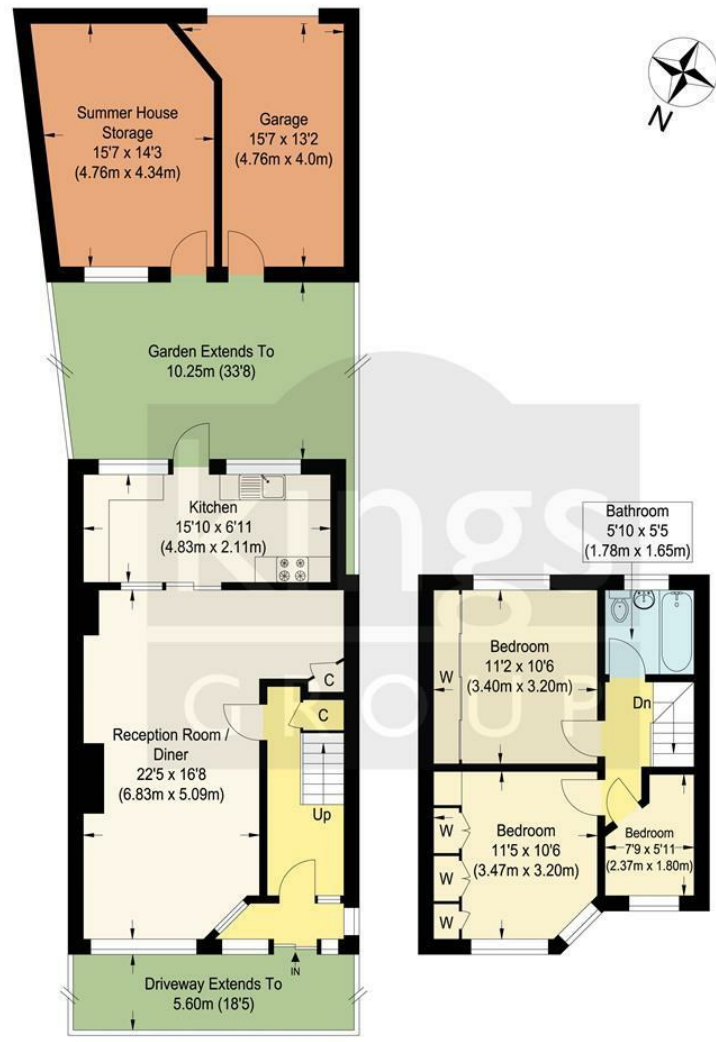 Summer House
Storage
15'7 x 14'3
(4.76m x 4.34m)
Garage
15'7 x 13'2
(4.76m x 4.0m)
N
Garden Extends To
10.25m (33'8)
Kitchen
15'10 x 6'11
(4.83m x 2.11m)
kings
GROUP
C
C
Reception Room /
Diner
22'5 x 16'8
(6.83m x 5.09m)
Up
IN
Driveway Extends To
5.60m (18'5)
Bathroom
5'10 x 5'5
(1.78m x 1.65m)
W
Bedroom
11'2 x 10'6
(3.40m x 3.20m)
Dn
W
W
W
Bedroom
11'5 x 10'6
(3.47m x 3.20m)
Bedroom
7'9 x 5'11
(2.37m x 1.80m)